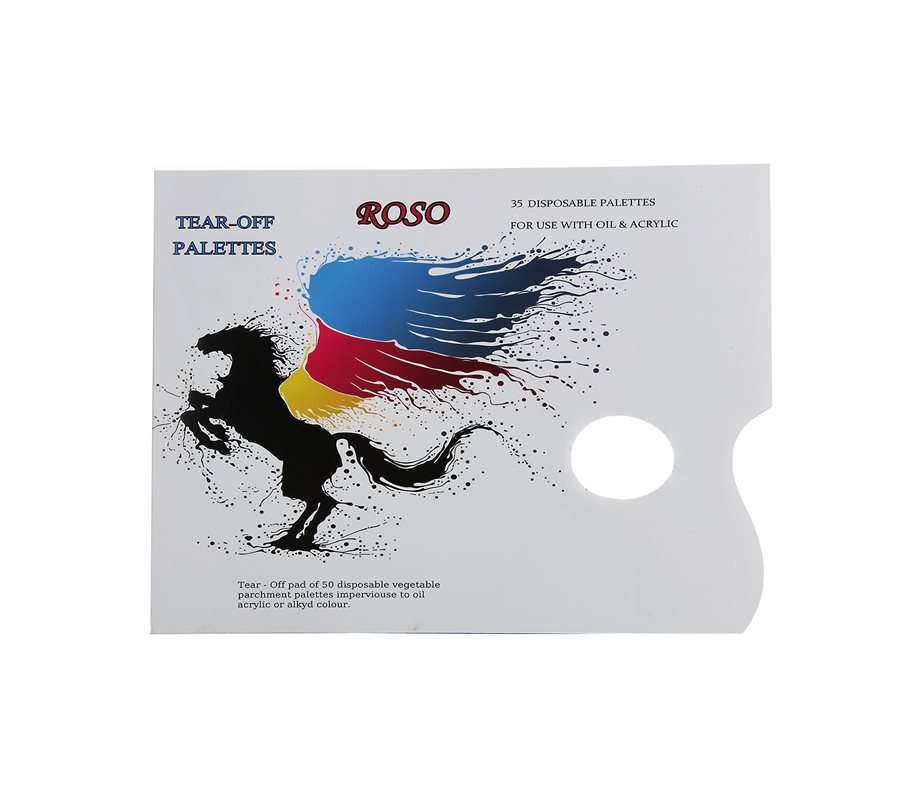 TEAR-OFF
PALETTES
ROSO
35 DISPOSABLE PALETTES
FOR USE WITH OIL & ACRYLIC
Tear - Off pad of 50 disposable vegetable
parchment palettes imperviouse to oil
acrylic or alkyd colour.